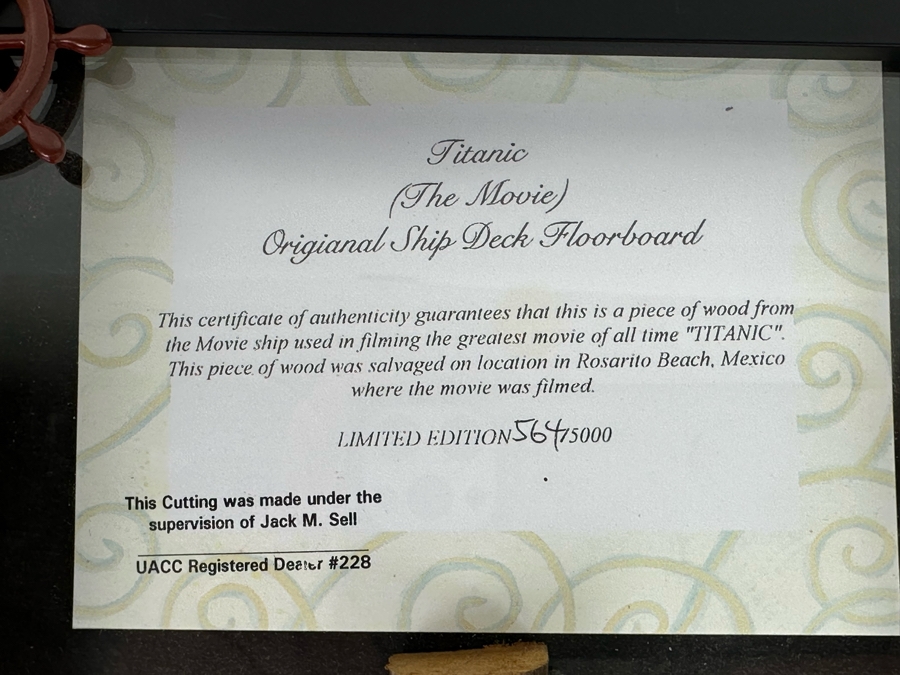 Titanic
(The Movie)
Origianal Ship Deck Floorboard
This certificate of authenticity guarantees that this is a piece of wood from
the Movie ship used in filming the greatest movie of all time "TITANIC".
This piece of wood was salvaged on location in Rosarito Beach, Mexico
where the movie was filmed.
LIMITED EDITION 564/5000
This Cutting was made under the
supervision of Jack M. Sell
UACC Registered Dealer #228